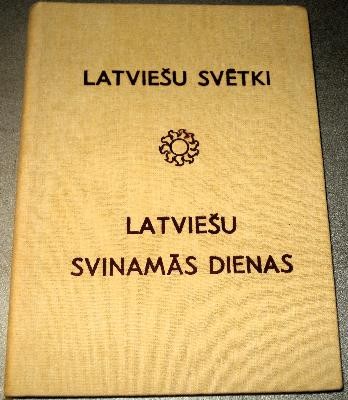 LATVIEŠU SVĒTKI
LATVIEŠU
SVINAMĀS DIENAS